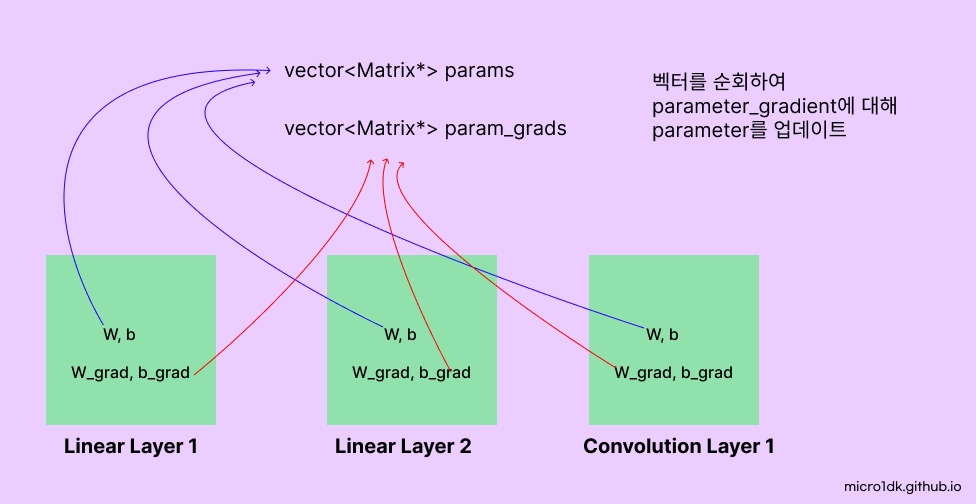 vector<Matrix*> params
vector<Matrix*> param_grads
벡터를 순회하여
parameter_gradient에 대해
parameter를 업데이트
W, b
W_grad, b_grad
Linear Layer 1
W, b
W_grad, b_grad
Linear Layer 2
W, b
W_grad, b_grad
Convolution Layer 1
micro1dk.github.io